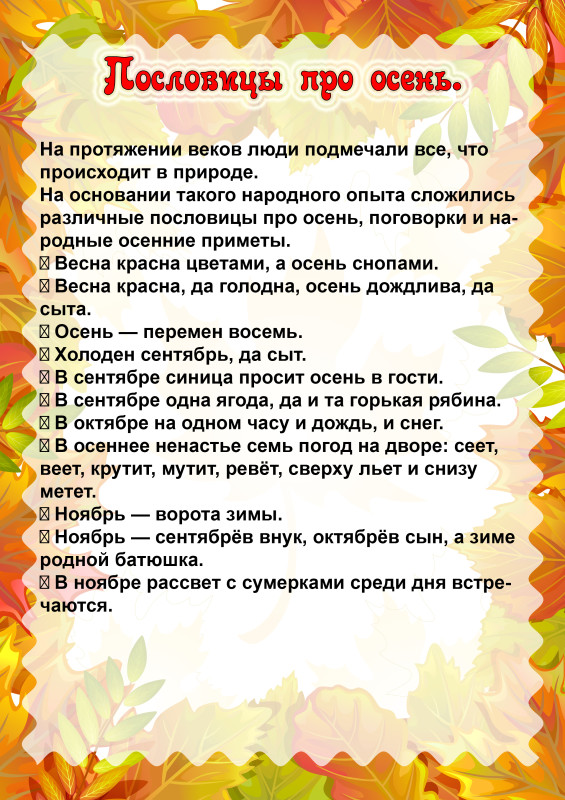 Пословицы про осень.
На протяжении веков люди подмечали все, что
происходит в природе.
На основании такого народного опыта сложились
различные пословицы про осень, поговорки и на-
родные осенние приметы.
Весна красна цветами, а осень снопами.
Весна красна, да голодна, осень дождлива, да
сыта.
Осень — перемен восемь.
Холоден сентябрь, да сыт.
В сентябре синица просит осень в гости.
В сентябре одна ягода, да и та горькая рябина.
В октябре на одном часу и дождь, и снег.
В осеннее ненастье семь погод на дворе: сеет,
веет, крутит, мутит, ревёт, сверху льет и снизу
метет.
Ноябрь — ворота зимы.
Ноябрь — сентябрёв внук, октябрёв сын, а зиме
родной батюшка.
В ноябре рассвет с сумерками среди дня встре-
чаются.